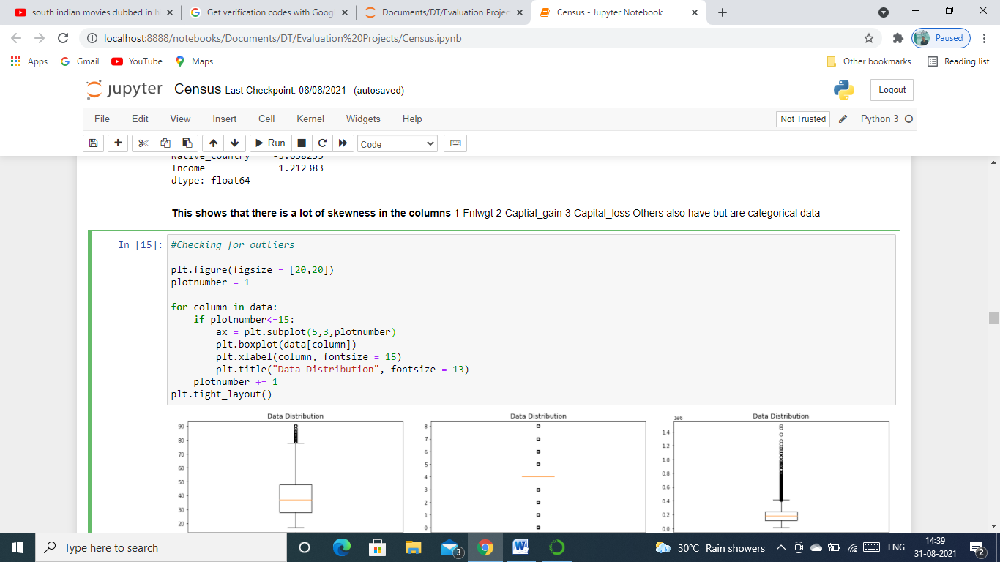 south indian movies dubbed in h
Get verification codes with Goog
Documents/DT/Evaluation Projec
Census - Jupyter Notebook
localhost:8888/notebooks/Documents/DT/Evaluation%20Projects/Census.ipynb
Paused
Apps
Gmail
YouTube
Maps
Other bookmarks
Reading list
jupyter
Census Last Checkpoint: 08/08/2021 (autosaved)
Logout
File Edit View Insert Cell Kernel Widgets Help
Not Trusted
Python 3
Run
Code
Native_country
Income 1.212383
dtype: float64
This shows that there is a lot of skewness in the columns 1-Fnlwgt 2-Captial_gain 3-Capital_loss Others also have but are categorical data
In [15]:
#Checking for outliers
plt.figure(figsize = [20,20])
plotnumber = 1
for column in data:
    if plotnumber<=15:
        ax = plt.subplot(5,3,plotnumber)
        plt.boxplot(data[column])
        plt.xlabel(column, fontsize = 15)
        plt.title("Data Distribution", fontsize = 13)
    plotnumber += 1
plt.tight_layout()
Data Distribution
90
80
70
60
50
40
30
20
Data Distribution
8
7
6
5
4
3
2
1
0
Data Distribution
1e6
1.4
1.2
1.0
0.8
0.6
0.4
0.2
0.0
Type here to search
3
30°C Rain showers
ENG
14:39
31-08-2021
2